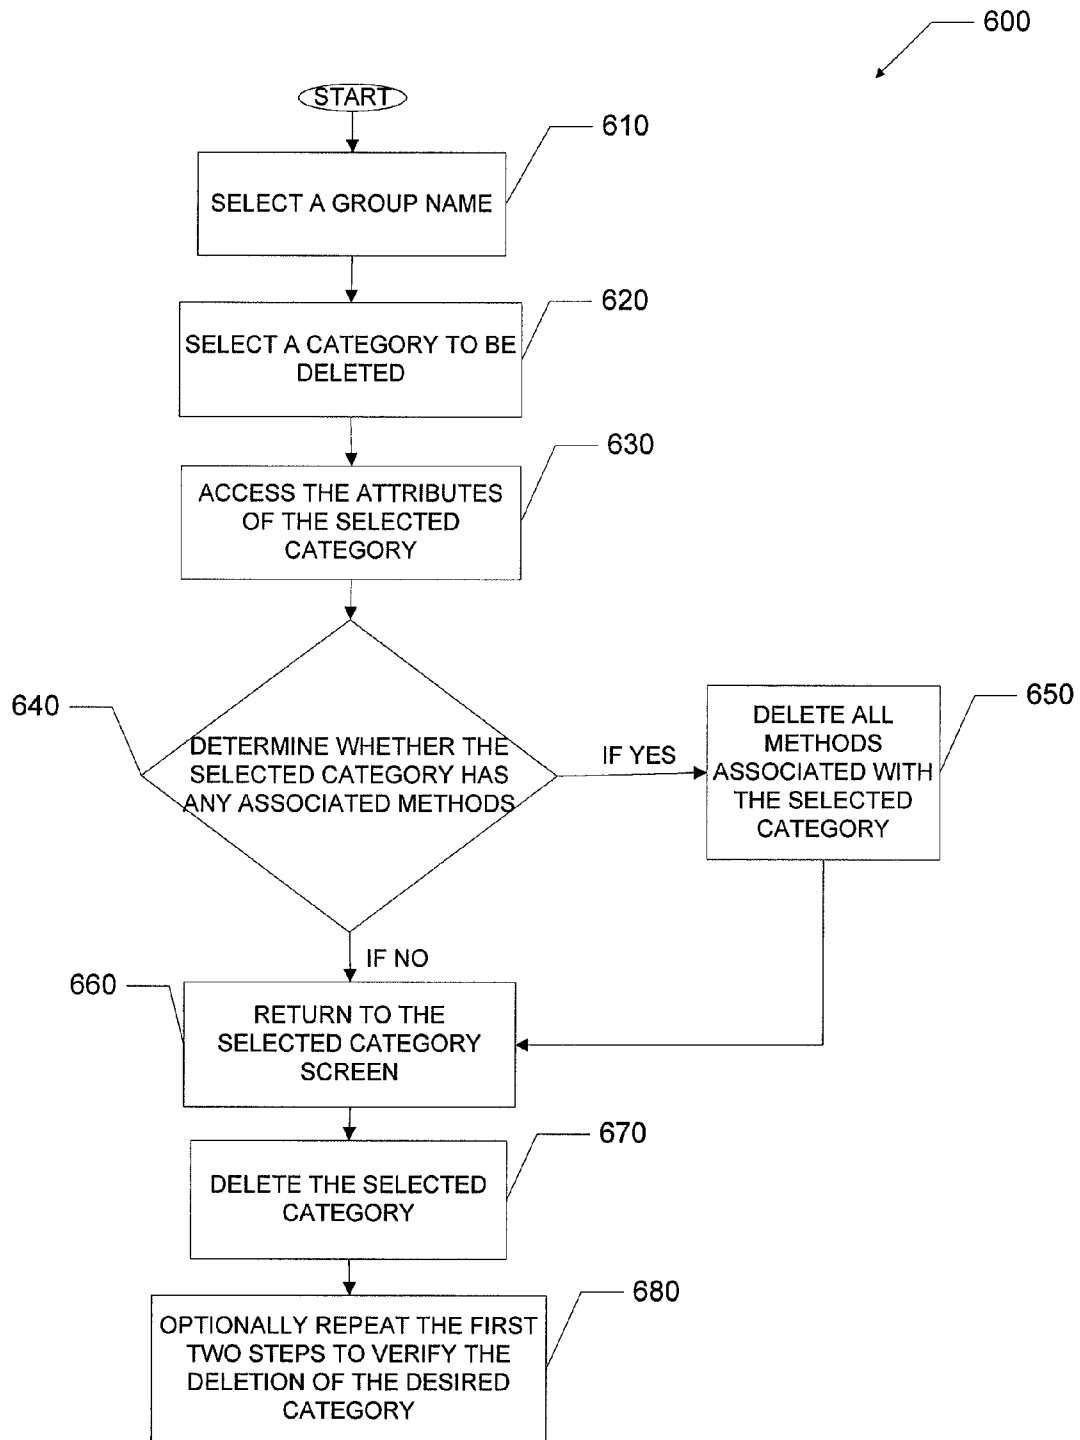 600
START
610
SELECT A GROUP NAME
620
SELECT A CATEGORY TO BE
DELETED
630
ACCESS THE ATTRIBUTES
OF THE SELECTED
CATEGORY
640
DETERMINE WHETHER THE
SELECTED CATEGORY HAS
ANY ASSOCIATED METHODS
IF YES
650
DELETE ALL
METHODS
ASSOCIATED WITH
THE SELECTED
CATEGORY
IF NO
660
RETURN TO THE
SELECTED CATEGORY
SCREEN
670
DELETE THE SELECTED
CATEGORY
680
OPTIONALLY REPEAT THE FIRST
TWO STEPS TO VERIFY THE
DELETION OF THE DESIRED
CATEGORY